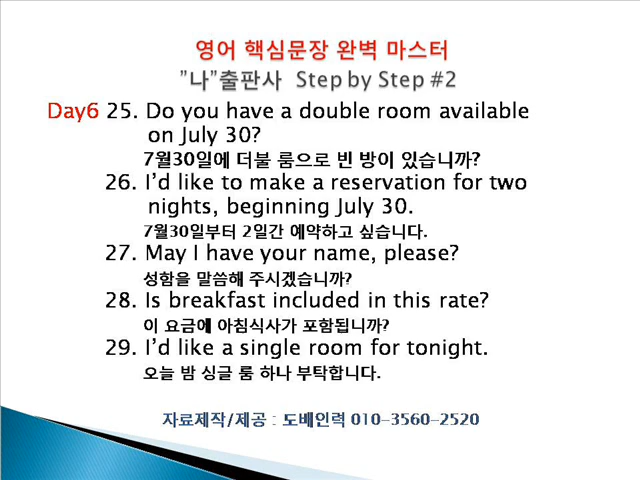 영어 핵심문장 완벽 마스터
”나”출판사 Step by Step #2
Day6 25. Do you have a double room available
on July 30?
7월30일에 더블 룸으로 빈 방이 있습니까?
26. I’d like to make a reservation for two
nights, beginning July 30.
7월30일부터 2일간 예약하고 싶습니다.
27. May I have your name, please?
성함을 말씀해 주시겠습니까?
28. Is breakfast included in this rate?
이 요금에 아침식사가 포함됩니까?
29. I’d like a single room for tonight.
오늘 밤 싱글 룸 하나 부탁합니다.
자료제작/제공 : 도배인력 010-3560-2520